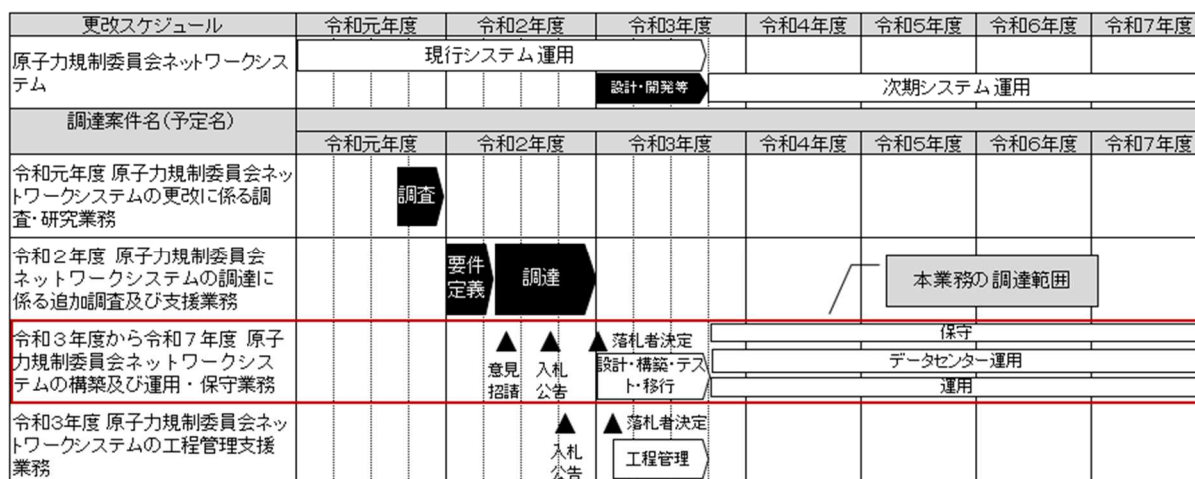 更改スケジュール 令和元年度 令和2年度 令和3年度 令和4年度 令和5年度 令和6年度 令和7年度
原子力規制委員会ネットワークシス
テム
現行システム運用
設計・開発等
次期システム運用
調達案件名(予定名)
令和元年度 令和2年度 令和3年度 令和4年度 令和5年度 令和6年度 令和7年度
令和元年度 原子力規制委員会ネッ
トワークシステムの更改に係る調
査・研究業務
調査
令和2年度 原子力規制委員会
ネットワークシステムの調達に
係る追加調査及び支援業務
要件
定義
調達
本業務の調達範囲
令和3年度から令和7年度 原子
力規制委員会ネットワークシス
テムの構築及び運用・保守業務
▲ ▲ ▲ 落札者決定
意見
招請
入札
公告
設計・構築・テス
ト・移行
保守
データセンター運用
運用
令和3年度 原子力規制委員会ネッ
トワークシステムの工程管理支援
業務
▲ ▲ 落札者決定
入札
公告
工程管理